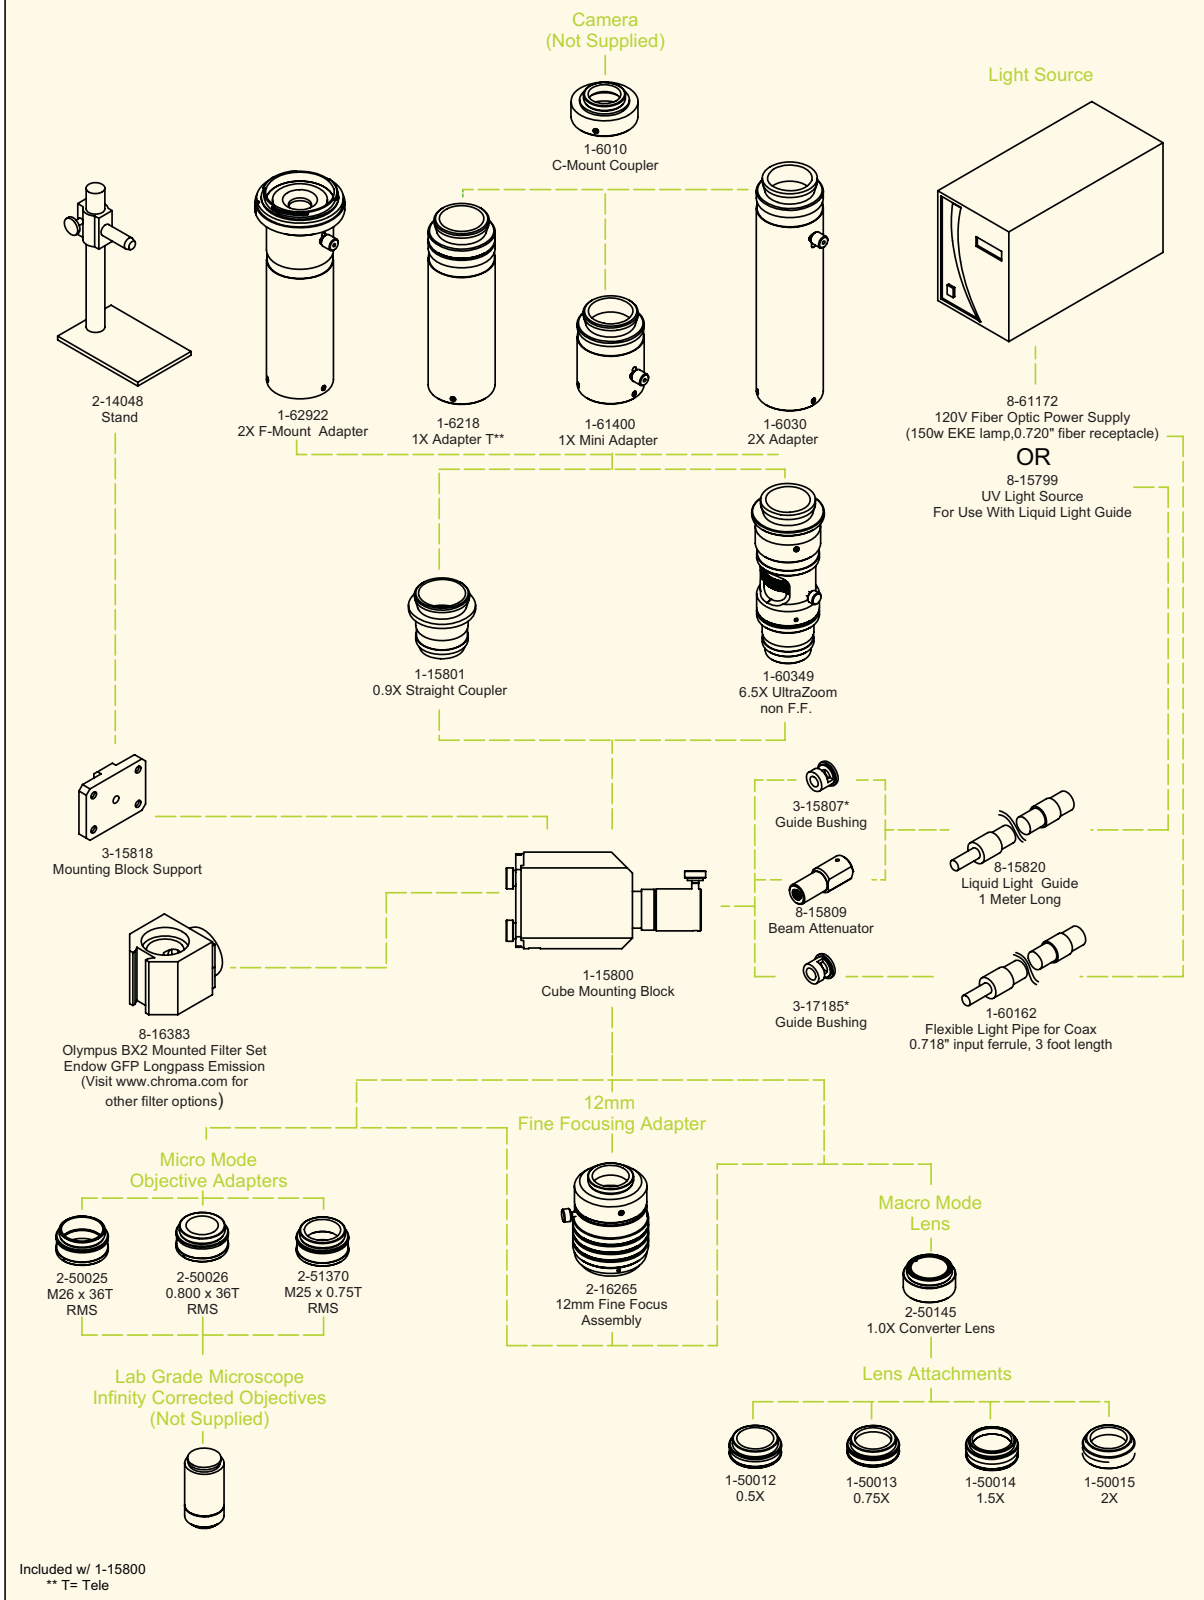 Camera
(Not Supplied)
Light Source
1-6010
C-Mount Coupler
2-14048
Stand
1-62922
2X F-Mount Adapter
1-6218
1X Adapter T**
1-61400
1X Mini Adapter
1-6030
2X Adapter
8-61172
120V Fiber Optic Power Supply
(150w EKE lamp,0.720" fiber receptacle)
OR
8-15799
UV Light Source
For Use With Liquid Light Guide
1-15801
0.9X Straight Coupler
1-60349
6.5X UltraZoom
non F.F.
3-15818
Mounting Block Support
3-15807*
Guide Bushing
8-15820
Liquid Light Guide
1 Meter Long
8-15809
Beam Attenuator
1-15800
Cube Mounting Block
3-17185*
Guide Bushing
1-60162
Flexible Light Pipe for Coax
0.718" input ferrule, 3 foot length
8-16383
Olympus BX2 Mounted Filter Set
Endow GFP Longpass Emission
(Visit www.chroma.com for
other filter options)
12mm
Fine Focusing Adapter
Micro Mode
Objective Adapters
Macro Mode
Lens
2-50025
M26 x 36T
RMS
2-50026
0.800 x 36T
RMS
2-51370
M25 x 0.75T
RMS
2-16265
12mm Fine Focus
Assembly
2-50145
1.0X Converter Lens
Lab Grade Microscope
Infinity Corrected Objectives
(Not Supplied)
Lens Attachments
1-50012
0.5X
1-50013
0.75X
1-50014
1.5X
1-50015
2X
Included w/ 1-15800
** T= Tele